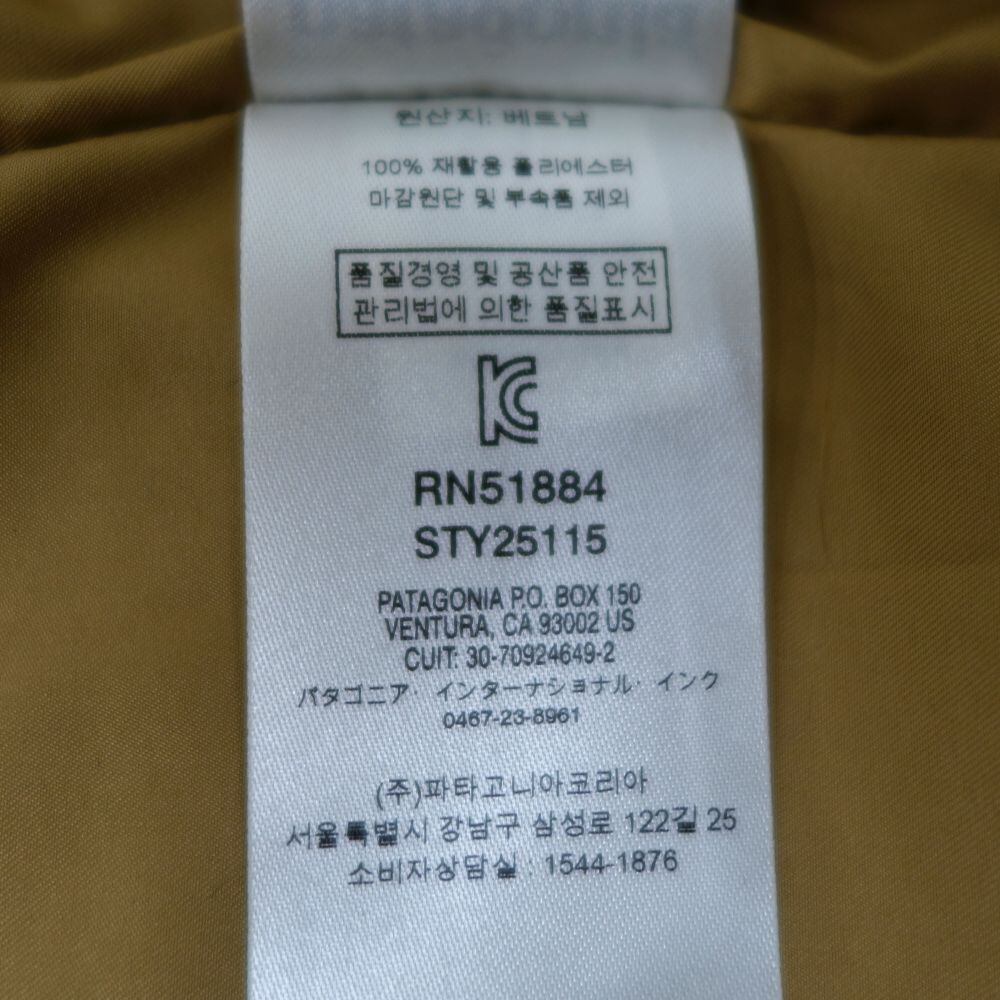 원산지: 베트남
100% 재활용 폴리에스터
마감원단 및 부속품 제외
품질경영 및 공산품 안전
관리법에 의한 품질표시
KC
RN51884
STY25115
PATAGONIA P.O. BOX 150
VENTURA, CA 93002 US
CUIT: 30-70924649-2
パタゴニア・インターナショナル・インク
0467-23-8961
(주)파타고니아코리아
서울특별시 강남구 삼성로 122길 25
소비자상담실 : 1544-1876